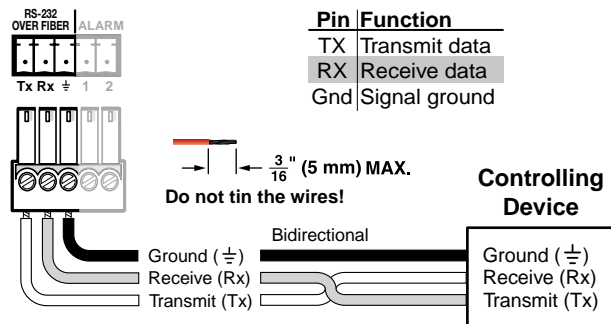 RS-232
OVER FIBER ALARM
Tx Rx ⏚ 1 2
Pin Function
TX Transmit data
RX Receive data
Gnd Signal ground
3/16" (5 mm) MAX.
Do not tin the wires!
Controlling
Device
Bidirectional
Ground (⏚) Ground (⏚)
Receive (Rx) Receive (Rx)
Transmit (Tx) Transmit (Tx)